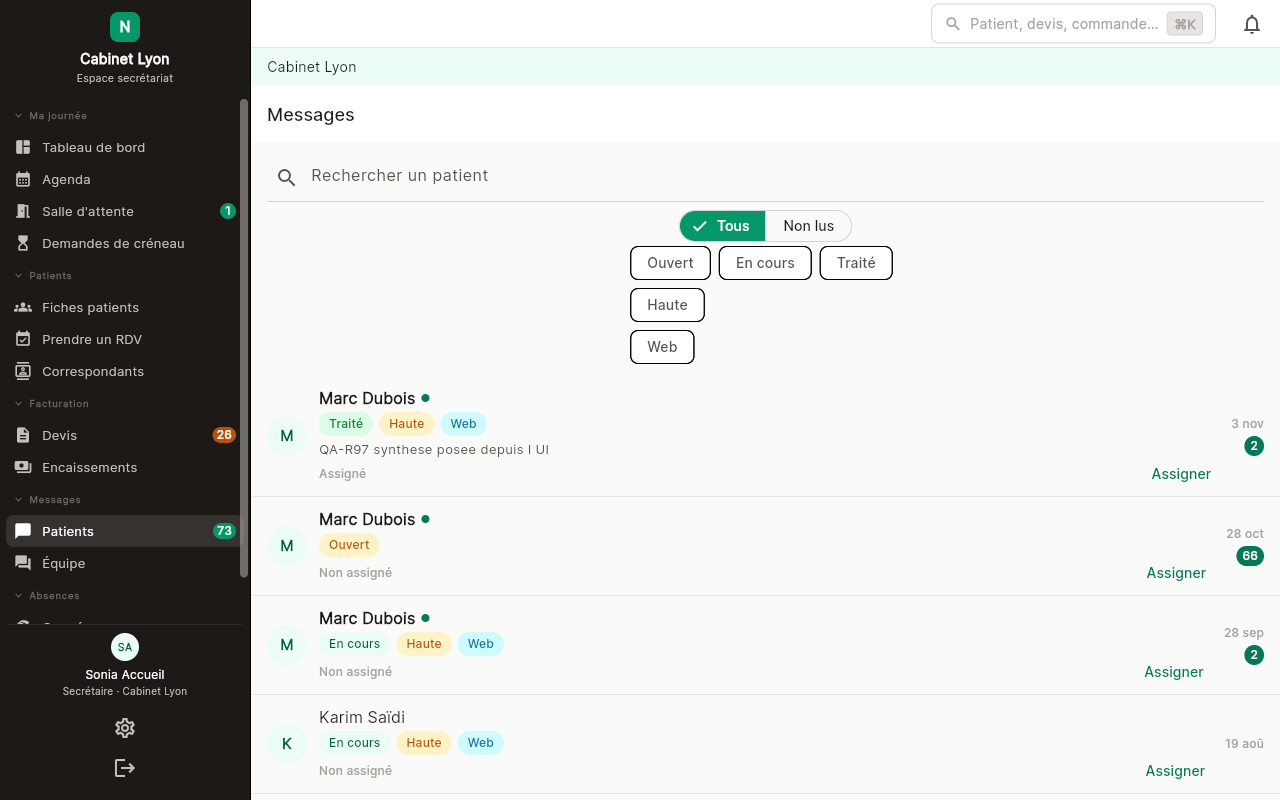 N
Cabinet Lyon
Espace secrétariat
Ma journée
Tableau de bord
Agenda
Salle d'attente 1
Demandes de créneau
Patients
Fiches patients
Prendre un RDV
Correspondants
Facturation
Devis 26
Encaissements
Messages
Patients 73
Équipe
Absences
SA
Sonia Accueil
Secrétaire · Cabinet Lyon
Patient, devis, commande... ⌘K
Cabinet Lyon
Messages
Rechercher un patient
Tous Non lus
Ouvert En cours Traité
Haute
Web
M
Marc Dubois
Traité Haute Web
QA-R97 synthese posee depuis l UI
Assigné
3 nov
2
Assigner
M
Marc Dubois
Ouvert
Non assigné
28 oct
66
Assigner
M
Marc Dubois
En cours Haute Web
Non assigné
28 sep
2
Assigner
K
Karim Saïdi
En cours Haute Web
Non assigné
19 aoû
Assigner